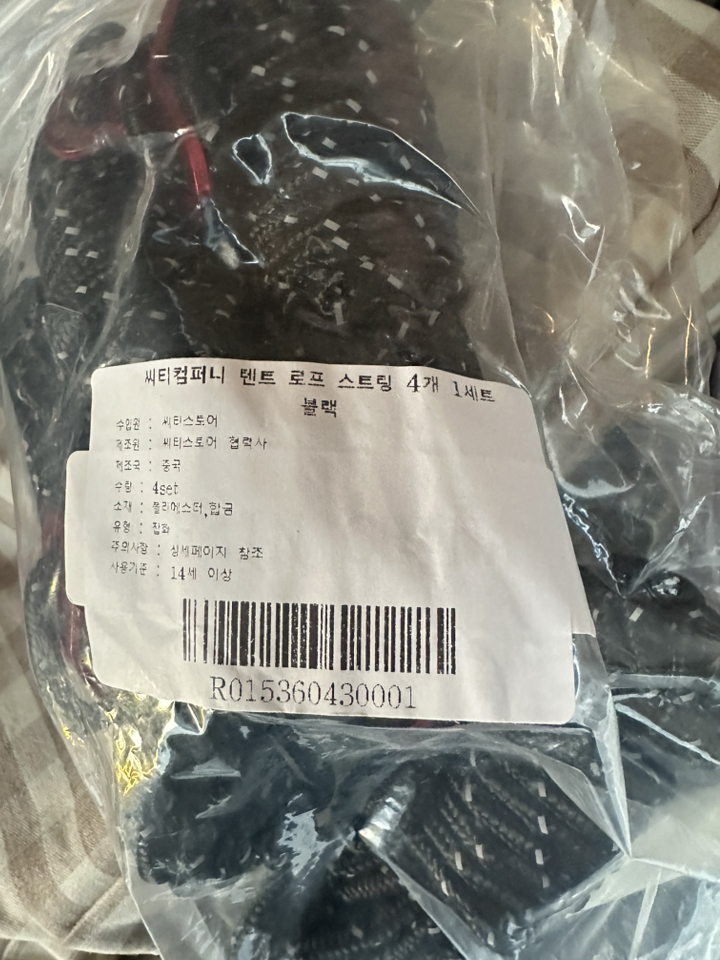 씨티컴퍼니 텐트 로프 스트링 4개 1세트
블랙
수입원 : 씨티스토어
제조원 : 씨티스토어 협력사
제조국 : 중국
수량 : 4set
소재 : 폴리에스터,합금
유형 : 잡화
주의사항 : 상세페이지 참조
사용기준 : 14세 이상
R015360430001